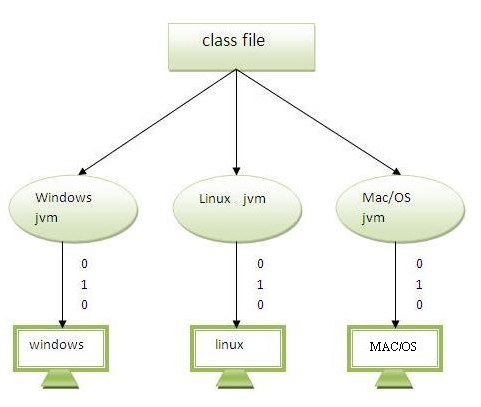 class file
Windows
jvm
Linux jvm
Mac/OS
jvm
0
1
0
0
1
0
0
1
0
windows
linux
MAC/OS